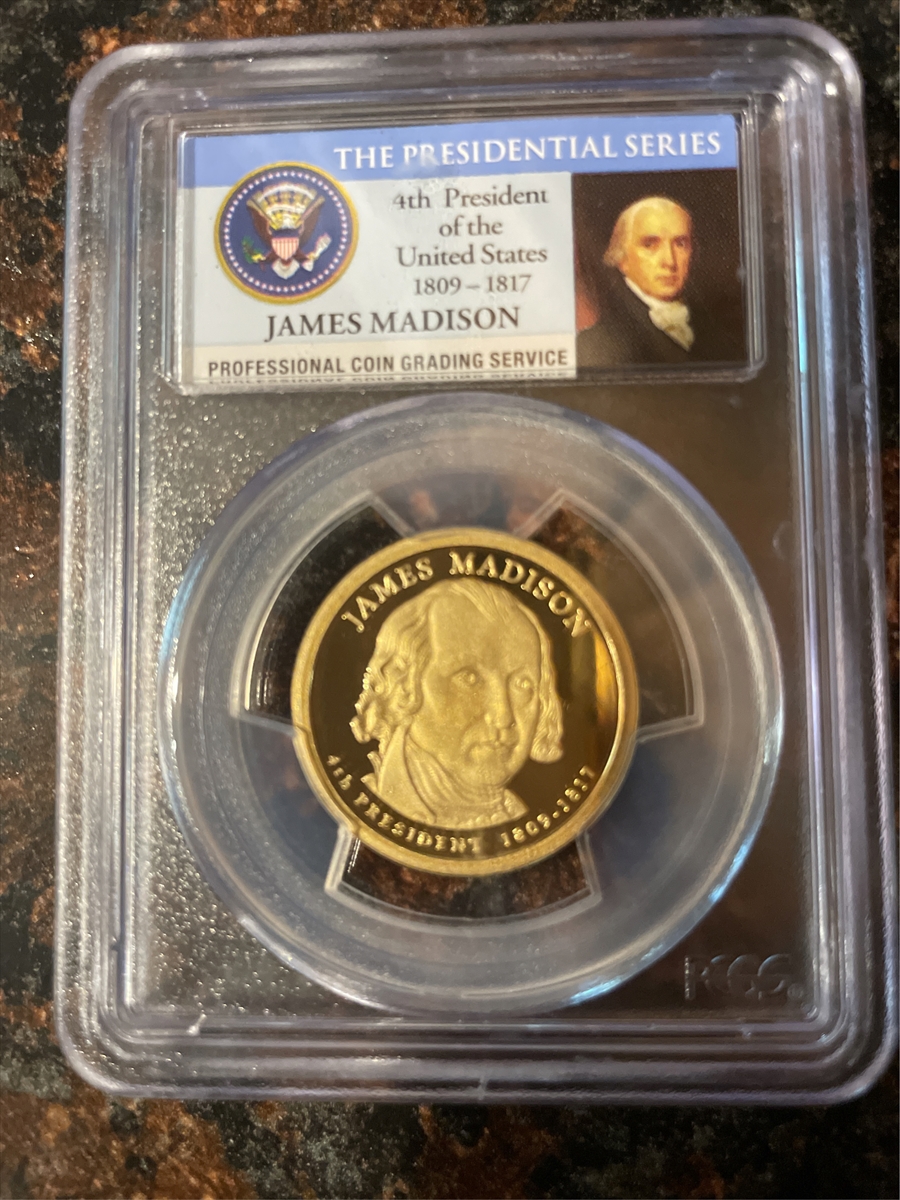 THE PRESIDENTIAL SERIES
4th President
of the
United States
1809 – 1817
JAMES MADISON
PROFESSIONAL COIN GRADING SERVICE
JAMES MADISON
4th PRESIDENT 1809-1817
PCGS